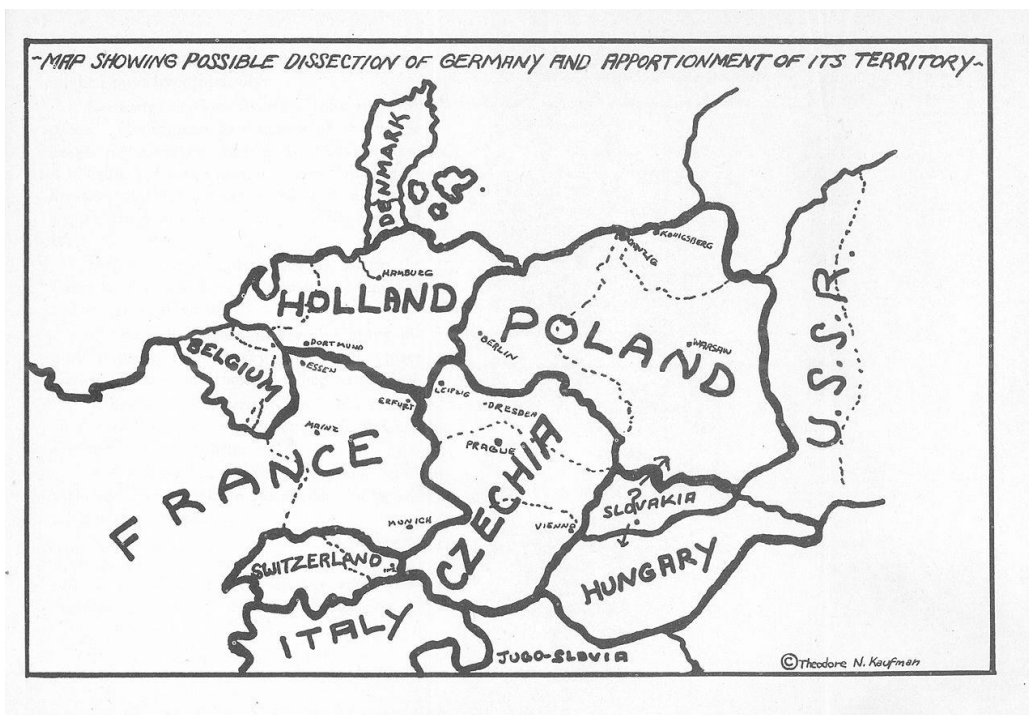 ~MAP SHOWING POSSIBLE DISSECTION OF GERMANY AND APPORTIONMENT OF ITS TERRITORY~
DENMARK
KONIGSBERG
DANZIG
HAMBURG
HOLLAND
U.S.S.R.
POLAND
BERLIN
WARSAW
DORTMUND
BELGIUM
ESSEN
LEIPZIG
ERFURT
DRESDEN
MAINZ
PRAGUE
FRANCE
CZECHIA
?
SLOVAKIA
MUNICH
VIENNA
SWITZERLAND
HUNGARY
ITALY
JUGO-SLAVIA
© Theodore N. Kaufman